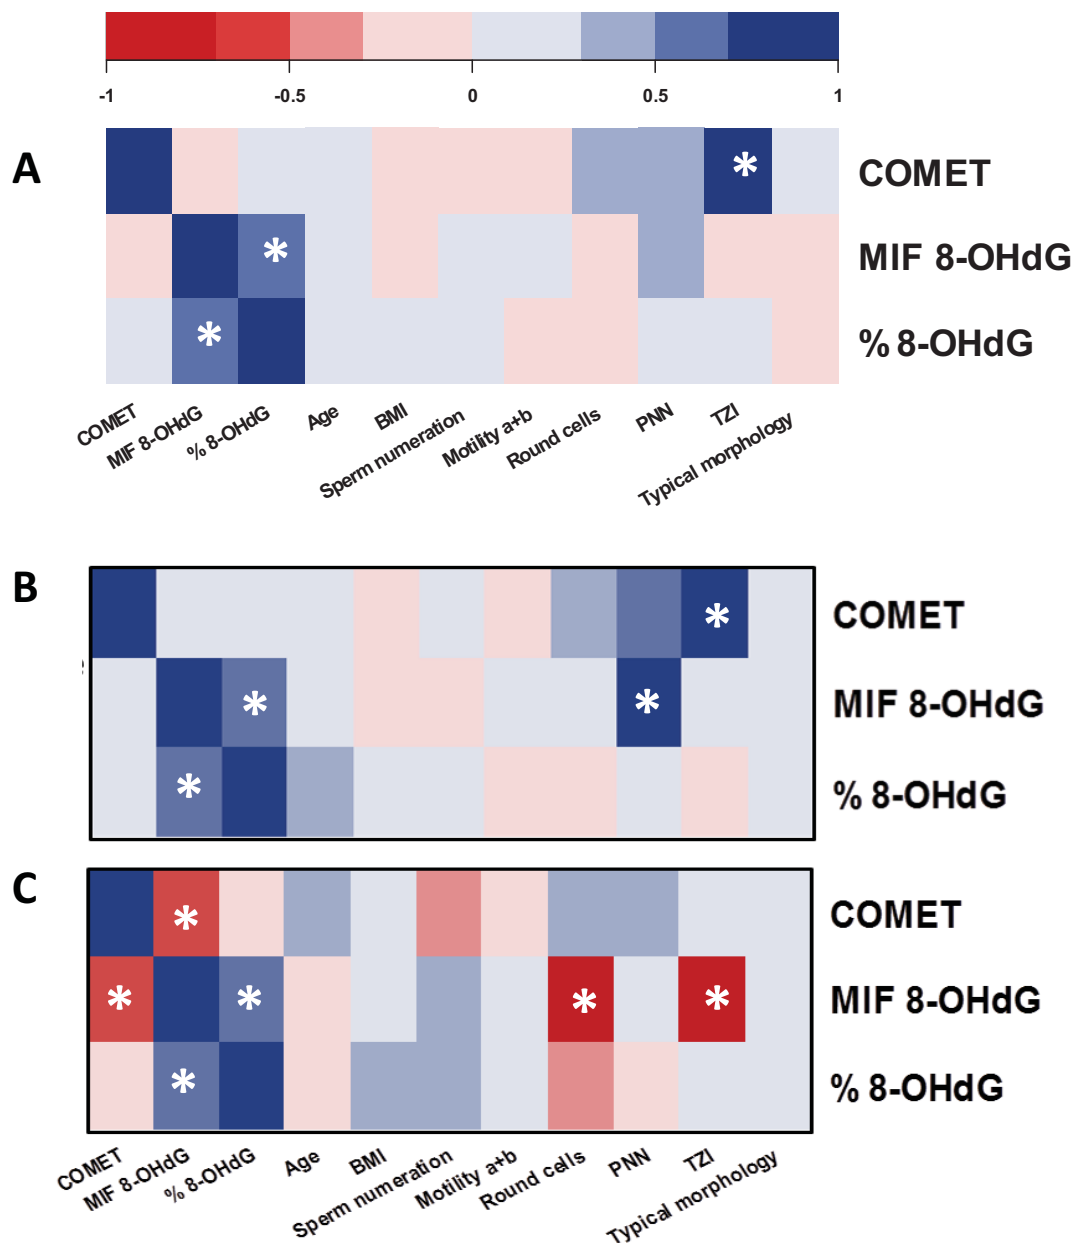 -1 -0.5 0 0.5 1
A
* COMET
* MIF 8-OHdG
* % 8-OHdG
COMET MIF 8-OHdG % 8-OHdG Age BMI Sperm numeration Motility a+b Round cells PNN TZI Typical morphology
B
* COMET
* * MIF 8-OHdG
* % 8-OHdG
C
* COMET
* * * * MIF 8-OHdG
* % 8-OHdG
COMET MIF 8-OHdG % 8-OHdG Age BMI Sperm numeration Motility a+b Round cells PNN TZI Typical morphology